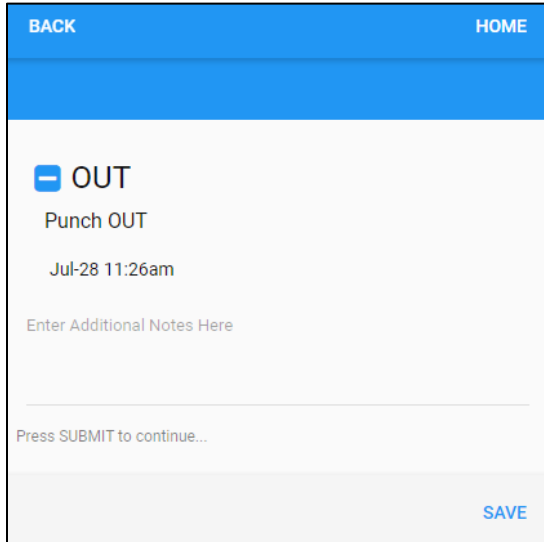 BACK HOME
OUT
Punch OUT
Jul-28 11:26am
Enter Additional Notes Here
Press SUBMIT to continue...
SAVE